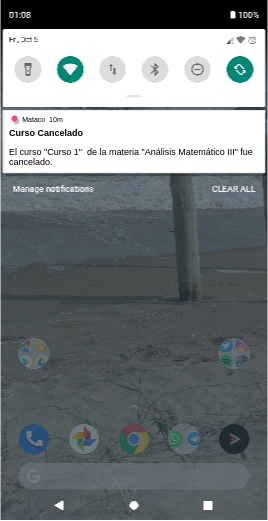 01:08
100%
Fri, Oct 5
Mataco 10m
Curso Cancelado
El curso "Curso 1" de la materia "Análisis Matemático III" fue
cancelado.
Manage notifications
CLEAR ALL
G